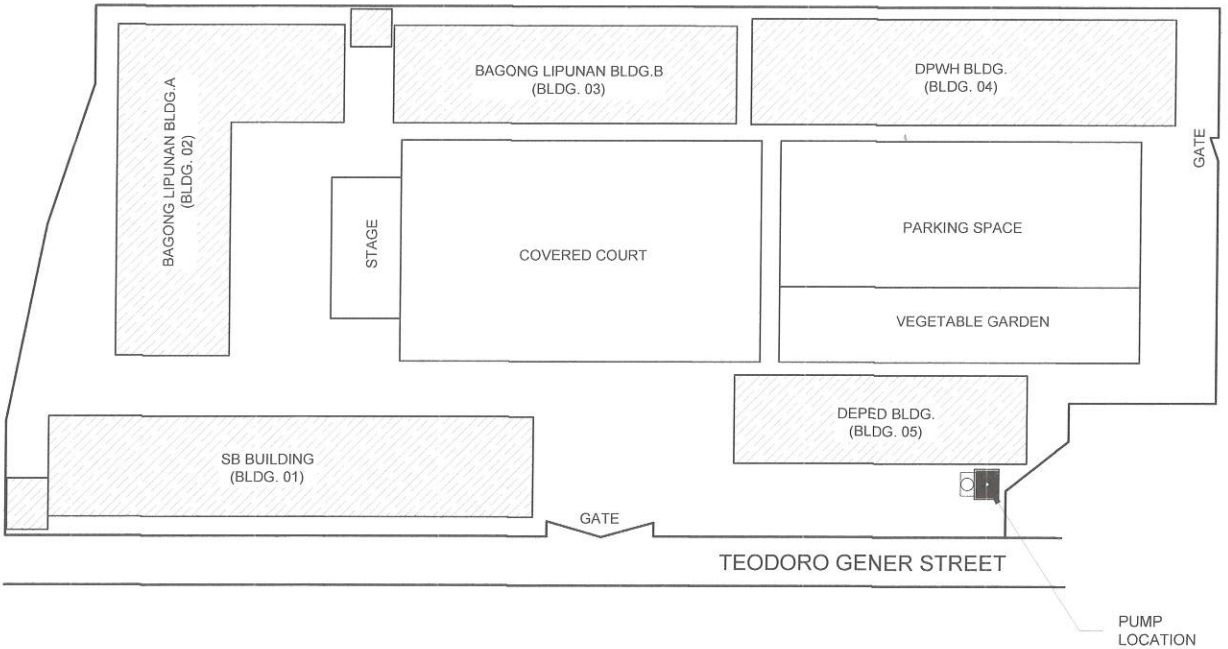 BAGONG LIPUNAN BLDG.A
(BLDG. 02)
BAGONG LIPUNAN BLDG.B
(BLDG. 03)
DPWH BLDG.
(BLDG. 04)
GATE
STAGE
COVERED COURT
PARKING SPACE
VEGETABLE GARDEN
DEPED BLDG.
(BLDG. 05)
SB BUILDING
(BLDG. 01)
GATE
TEODORO GENER STREET
PUMP
LOCATION